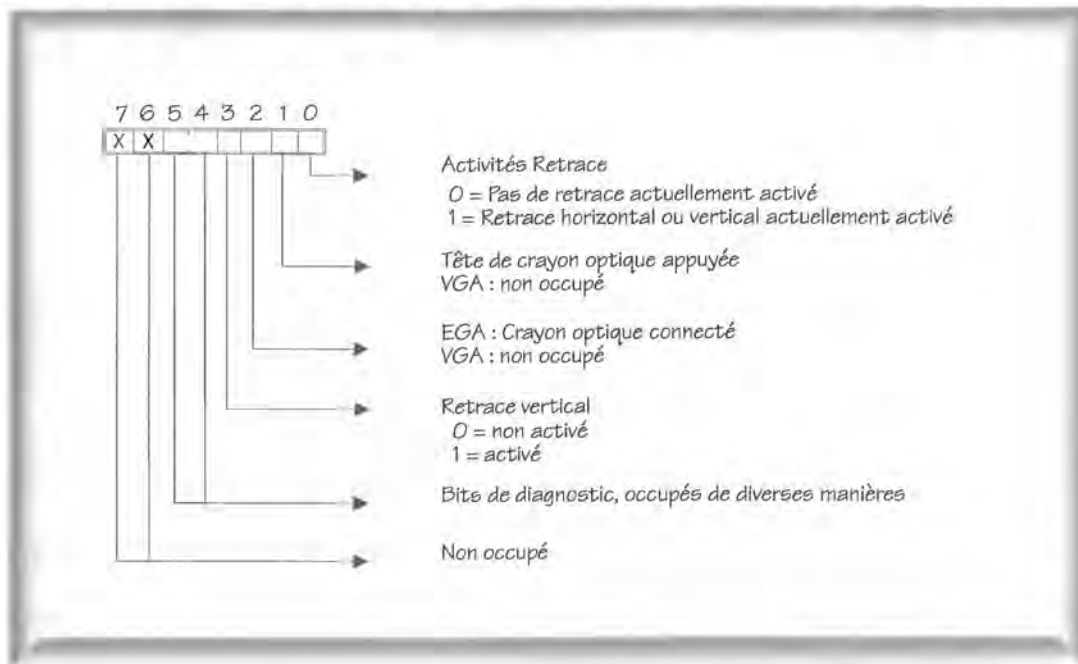 7 6 5 4 3 2 1 0
X X
Activités Retrace
0 = Pas de retrace actuellement activé
1 = Retrace horizontal ou vertical actuellement activé
Tête de crayon optique appuyée
VGA : non occupé
EGA : Crayon optique connecté
VGA : non occupé
Retrace vertical
0 = non activé
1 = activé
Bits de diagnostic, occupés de diverses manières
Non occupé